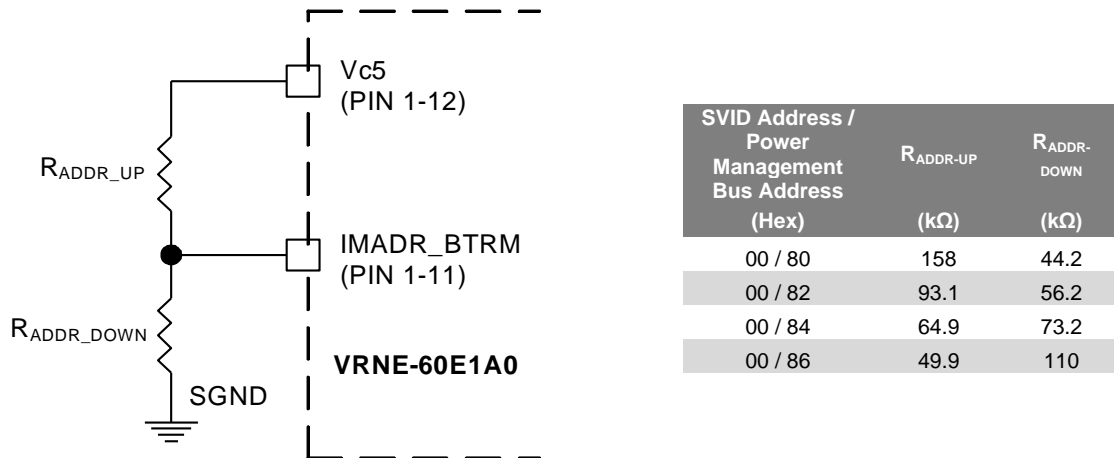 Vc5
(PIN 1-12)
RADDR_UP
IMADR_BTRM
(PIN 1-11)
RADDR_DOWN
VRNE-60E1A0
SGND
SVID Address /
Power
Management
Bus Address
(Hex)
RADDR-UP
(kΩ)
RADDR-
DOWN
(kΩ)
00 / 80 158 44.2
00 / 82 93.1 56.2
00 / 84 64.9 73.2
00 / 86 49.9 110